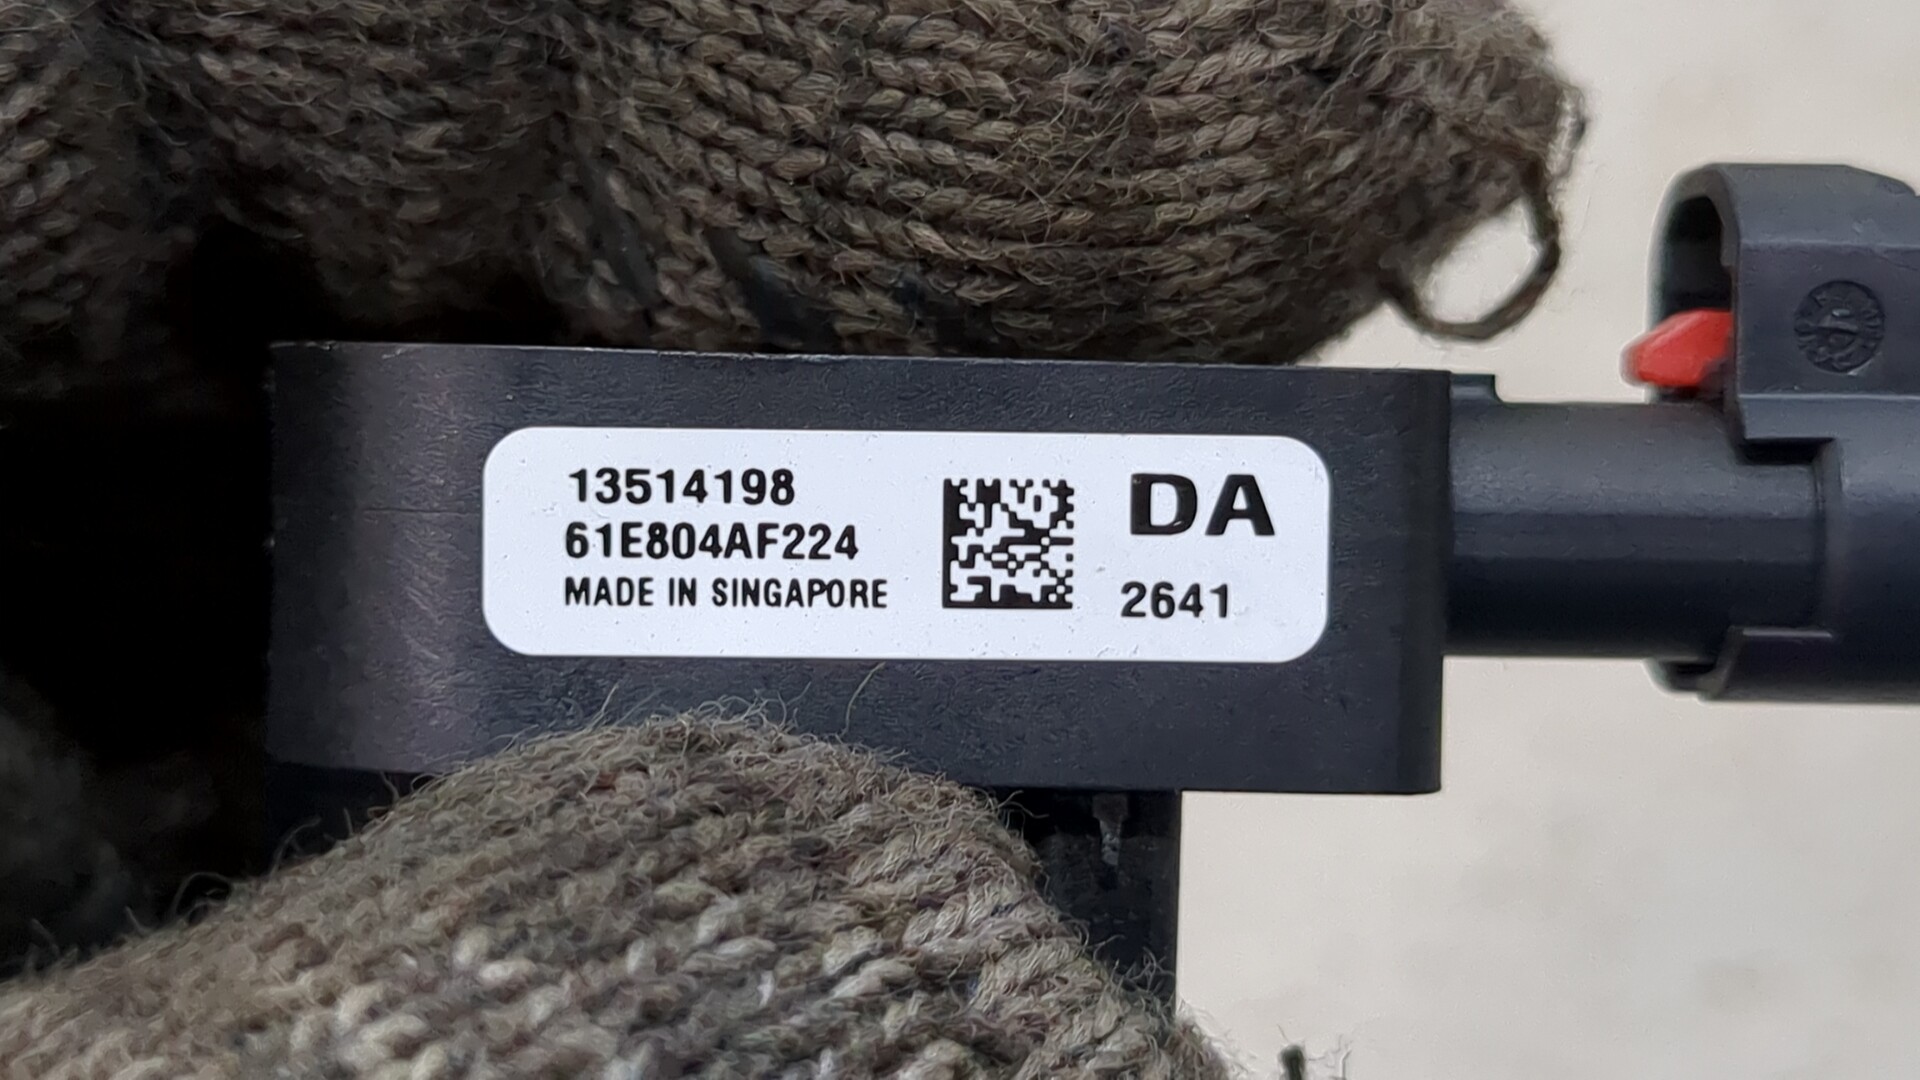 13514198
61E804AF224
MADE IN SINGAPORE
DA
2641